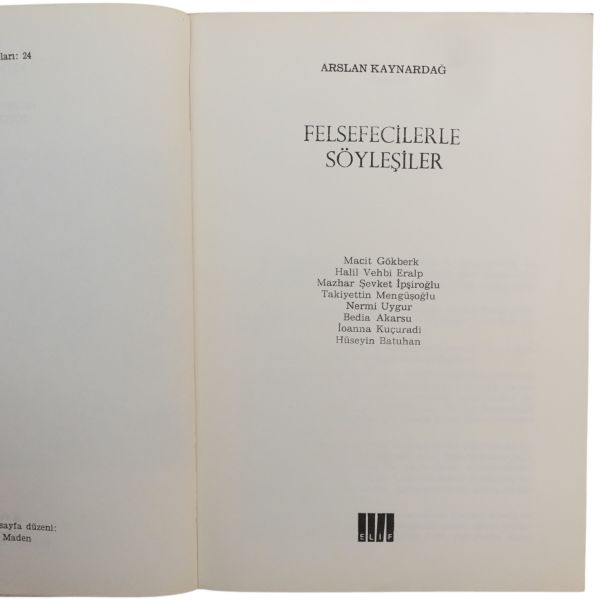 ları: 24
sayfa düzeni:
Maden
ARSLAN KAYNARDAĞ
FELSEFECİLERLE
SÖYLEŞİLER
Macit Gökberk
Halil Vehbi Eralp
Mazhar Şevket İpşiroğlu
Takiyettin Mengüşoğlu
Nermi Uygur
Bedia Akarsu
İoanna Kuçuradi
Hüseyin Batuhan
ELİF